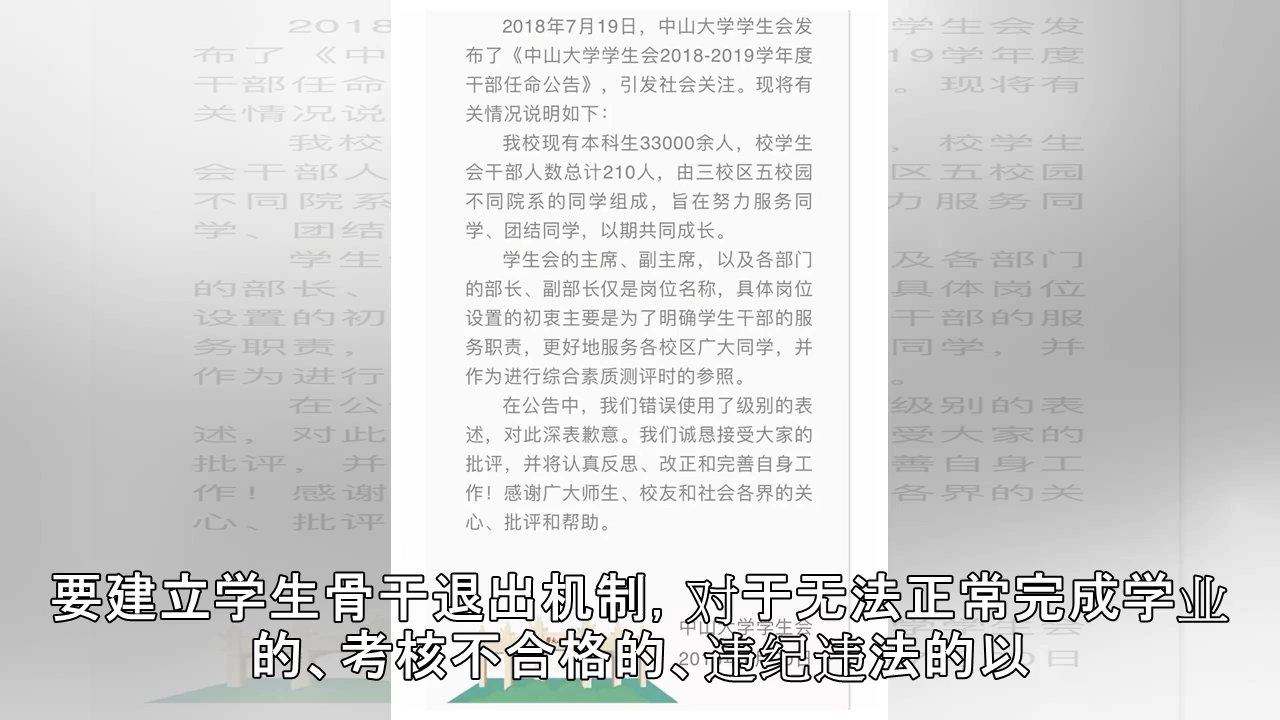 2018年7月19日，中山大学学生会发
布了《中山大学学生会2018-2019学年度
干部任命公告》，引发社会关注。现将有
关情况说明如下：
我校现有本科生33000余人，校学生
会干部人数总计210人，由三校区五校园
不同院系的同学组成，旨在努力服务同
学、团结同学，以期共同成长。
学生会的主席、副主席，以及各部门
的部长、副部长仅是岗位名称，具体岗位
设置的初衷主要是为了明确学生干部的服
务职责，更好地服务各校区广大同学，并
作为进行综合素质测评时的参照。
在公告中，我们错误使用了级别的表
述，对此深表歉意。我们诚恳接受大家的
批评，并将认真反思、改正和完善自身工
作！感谢广大师生、校友和社会各界的关
心、批评和帮助。
中山大学学生会
要建立学生骨干退出机制,对于无法正常完成学业
的、考核不合格的、违纪违法的以